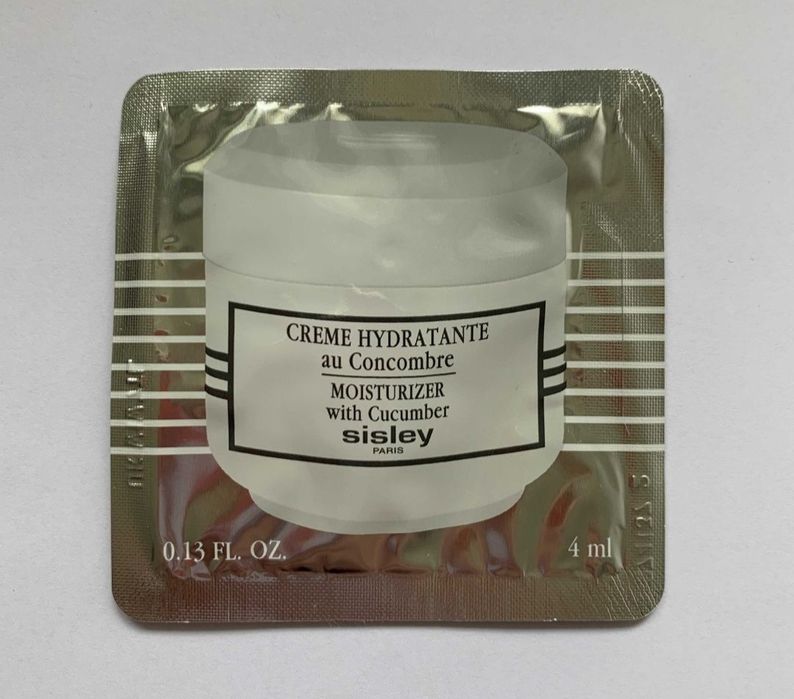 CREME HYDRATANTE
au Concombre
MOISTURIZER
with Cucumber
sisley
PARIS
0.13 FL. OZ. 4 ml